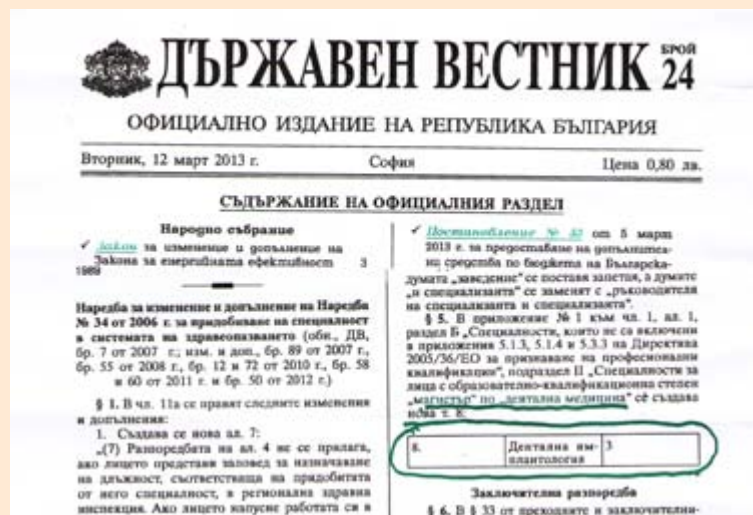 ДЪРЖАВЕН ВЕСТНИК
БРОЙ
24
ОФИЦИАЛНО ИЗДАНИЕ НА РЕПУБЛИКА БЪЛГАРИЯ
Вторник, 12 март 2013 г. София Цена 0,80 лв.
СЪДЪРЖАНИЕ НА ОФИЦИАЛНИЯ РАЗДЕЛ
Народно събрание
✓ Закон за изменение и допълнение на
Закона за енергийната ефективност 3
1989
Наредба за изменение и допълнение на Наредба
№ 34 от 2006 г. за придобиване на специалност
в системата на здравеопазването (обн., ДВ,
бр. 7 от 2007 г.; изм. и доп., бр. 89 от 2007 г.,
бр. 55 от 2008 г., бр. 12 и 72 от 2010 г., бр. 58
и 60 от 2011 г. и бр. 50 от 2012 г.)
§ 1. В чл. 11а се правят следните изменения
и допълнения:
1. Създава се нова ал. 7:
„(7) Разпоредбата на ал. 4 не се прилага,
ако лицето представи заповед за назначаване
на длъжност, съответстваща на придобитата
от него специалност, в регионална здравна
инспекция. Ако лицето напусне работата си в
✓ Постановление № 52 от 5 март
2013 г. за предоставяне на допълнител-
ни средства по бюджета на Българска-
думата „заведение“ се поставя запетая, а думите
„и специализанта“ се заменят с „ръководителя
на специализанта и специализанта“.
§ 5. В приложение № 1 към чл. 1, ал. 1,
раздел Б „Специалности, които не са включени
в приложения 5.1.3, 5.1.4 и 5.3.3 на Директива
2005/36/ЕО за признаване на професионални
квалификации“, подраздел II „Специалности за
лица с образователно-квалификационна степен
„магистър“ по „дентална медицина“ се създава
нова т. 8:
8. Дентална им- 3
плантология
Заключителна разпоредба
§ 6. В § 33 от преходните и заключителни-